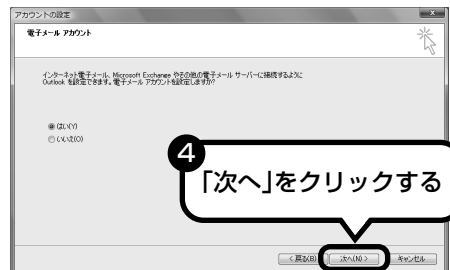 アカウントの設定
電子メール アカウント
インターネット電子メール、Microsoft Exchange やその他の電子メール サーバーに接続するように
Outlook を設定できます。電子メール アカウントを設定しますか?
はい(Y)
いいえ(O)
4
「次へ」をクリックする
< 戻る(B) 次へ(N) > キャンセル